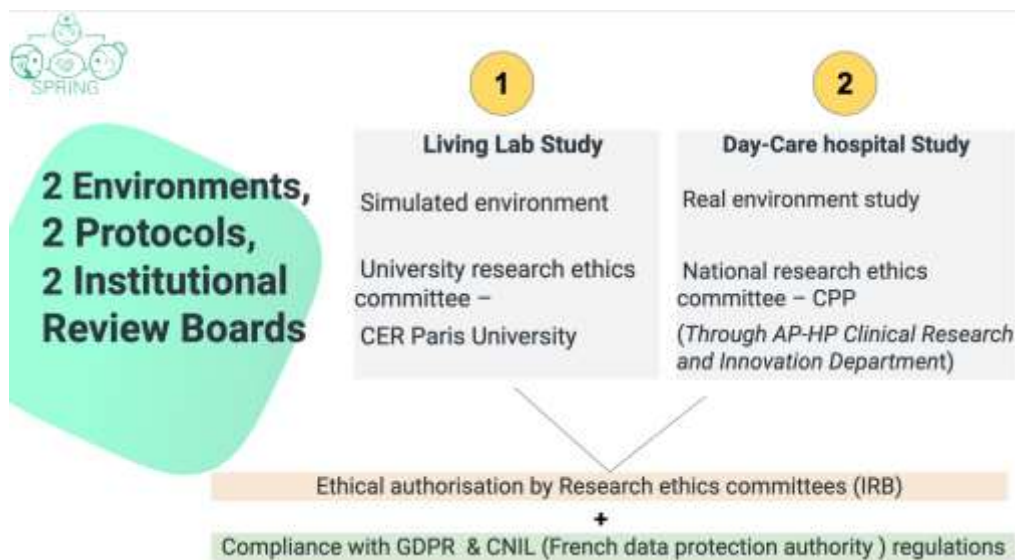 SPRING
2 Environments,
2 Protocols,
2 Institutional
Review Boards
1
Living Lab Study
Simulated environment
University research ethics
committee –
CER Paris University
2
Day-Care hospital Study
Real environment study
National research ethics
committee – CPP
(Through AP-HP Clinical Research
and Innovation Department)
Ethical authorisation by Research ethics committees (IRB)
+
Compliance with GDPR & CNIL (French data protection authority ) regulations